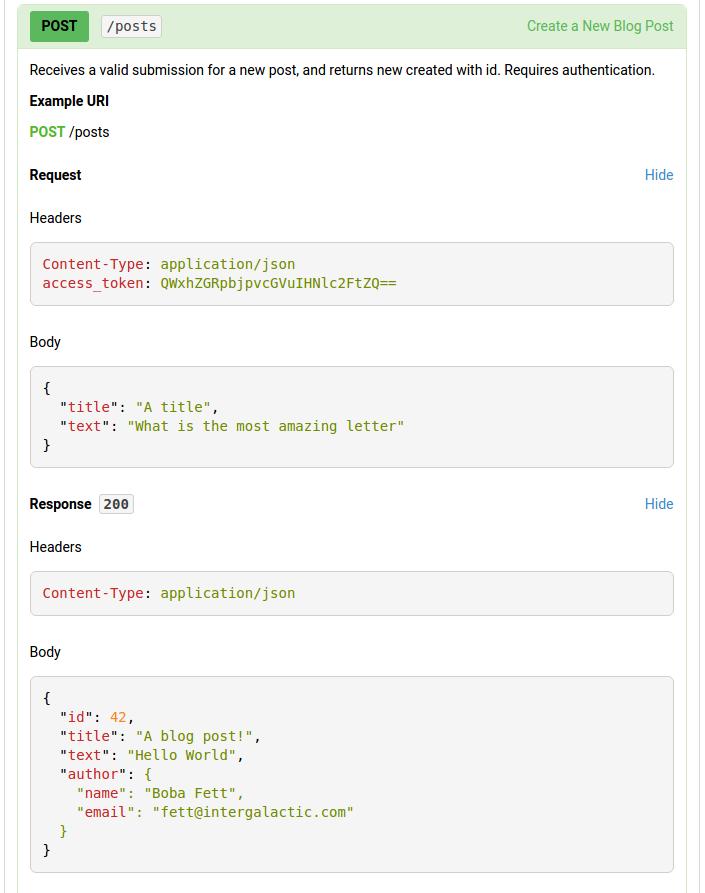 POST /posts Create a New Blog Post
Receives a valid submission for a new post, and returns new created with id. Requires authentication.
Example URI
POST /posts
Request Hide
Headers
Content-Type: application/json
access_token: QWxhZGRpbjpvcGVuIHNlc2FtZQ==
Body
{
  "title": "A title",
  "text": "What is the most amazing letter"
}
Response 200 Hide
Headers
Content-Type: application/json
Body
{
  "id": 42,
  "title": "A blog post!",
  "text": "Hello World",
  "author": {
    "name": "Boba Fett",
    "email": "fett@intergalactic.com"
  }
}